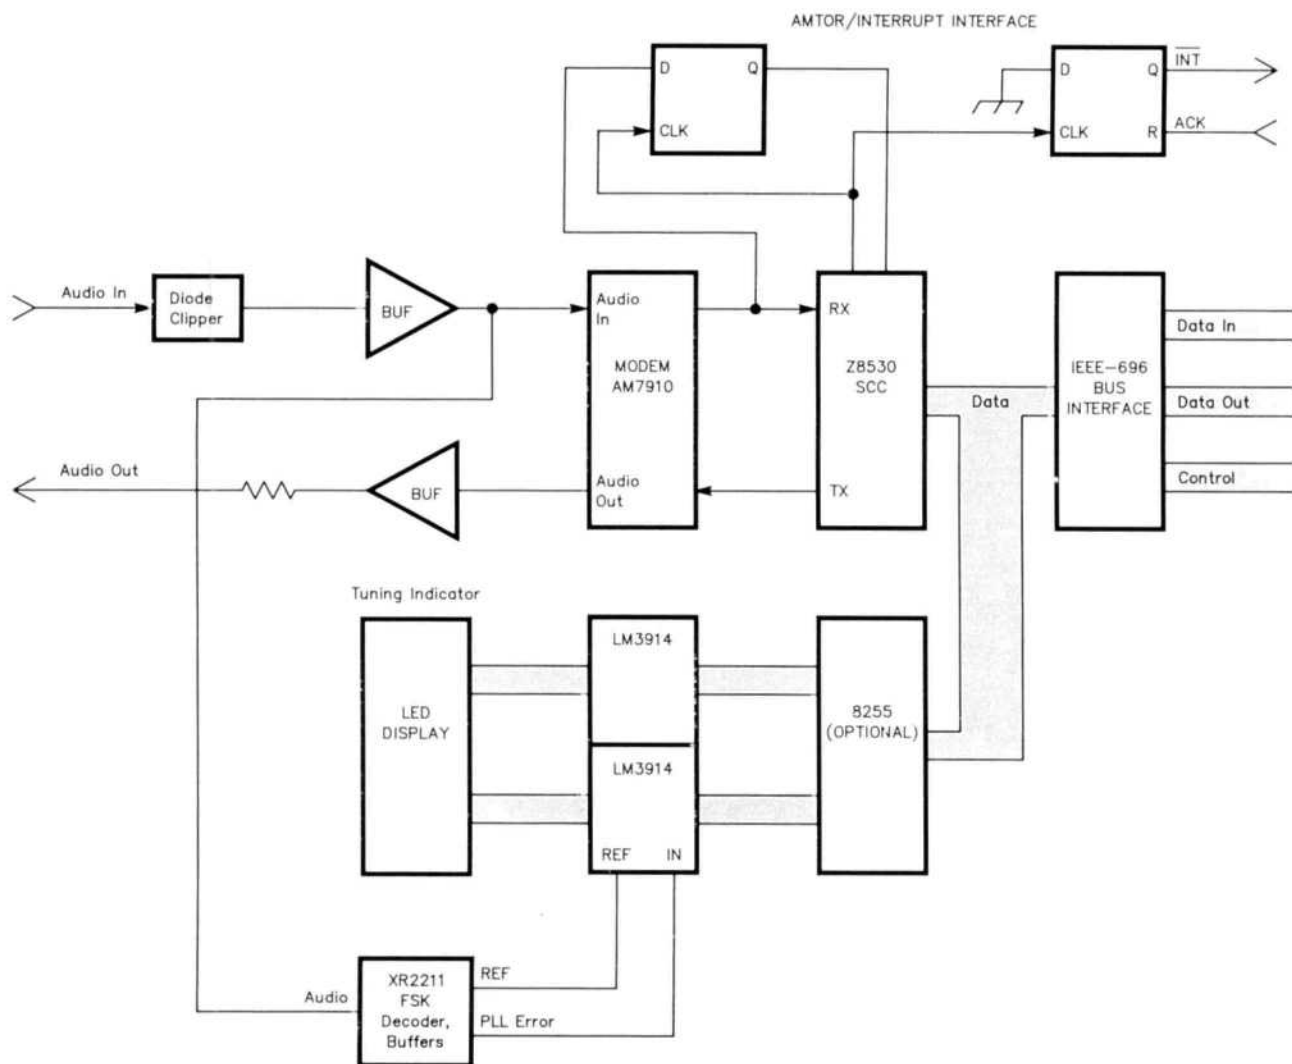 AMTOR/INTERRUPT INTERFACE
D Q
CLK
D Q
CLK R
INT
ACK
Audio In
Diode
Clipper
BUF
Audio
In
MODEM
AM7910
Audio
Out
RX
Z8530
SCC
TX
Data
IEEE-696
BUS
INTERFACE
Data In
Data Out
Control
Audio Out
BUF
Tuning Indicator
LED
DISPLAY
LM3914
LM3914
REF IN
8255
(OPTIONAL)
Audio
XR2211
FSK
Decoder,
Buffers
REF
PLL Error